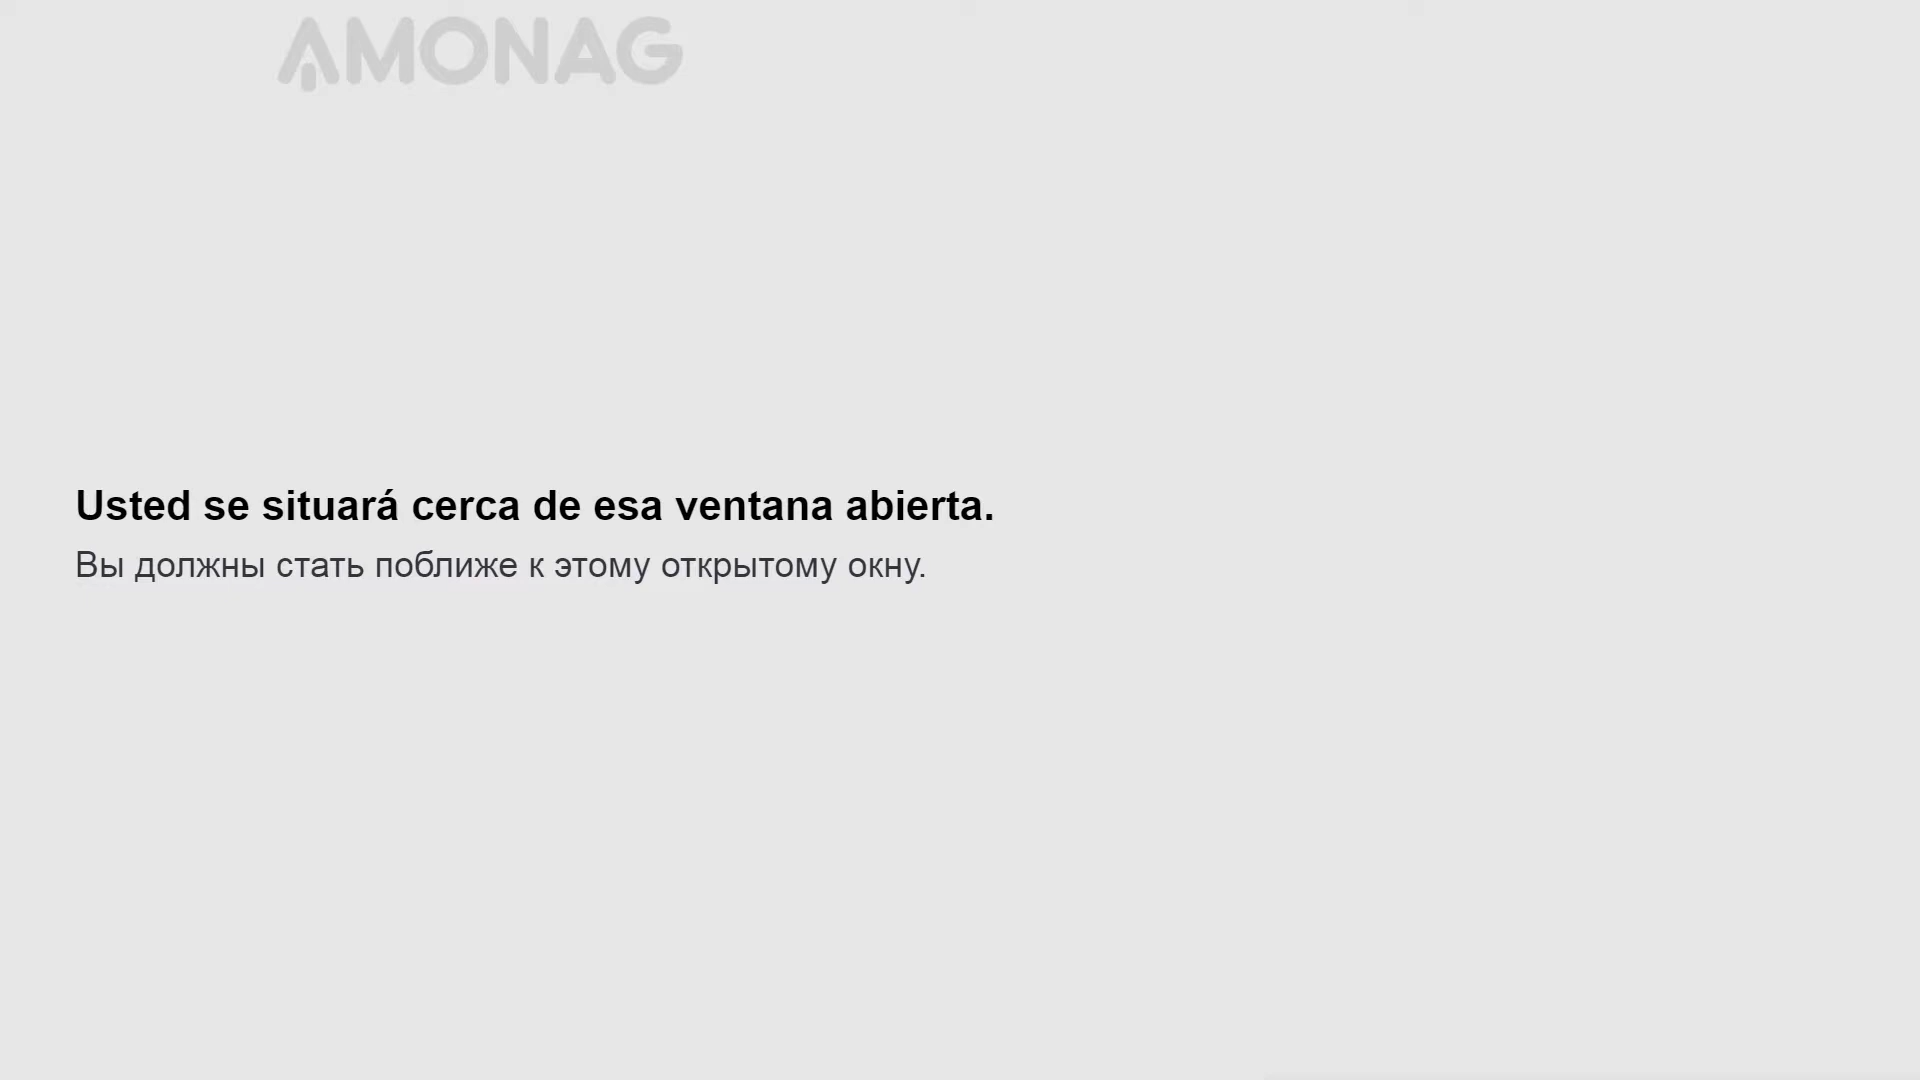 AMONAG
Usted se situará cerca de esa ventana abierta.
Вы должны стать поближе к этому открытому окну.